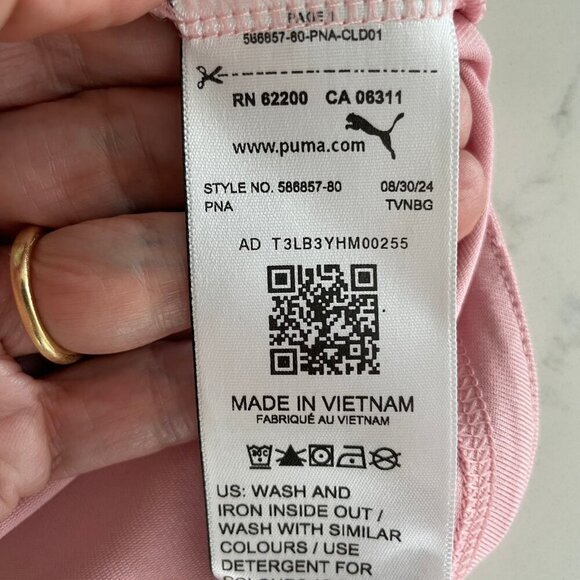 PAGE 1
586857-80-PNA-CLD01
RN 62200 CA 06311
www.puma.com
STYLE NO. 586857-80 08/30/24
PNA TVNBG
AD T3LB3YHM00255
MADE IN VIETNAM
FABRIQUÉ AU VIETNAM
US: WASH AND
IRON INSIDE OUT /
WASH WITH SIMILAR
COLOURS / USE
DETERGENT FOR